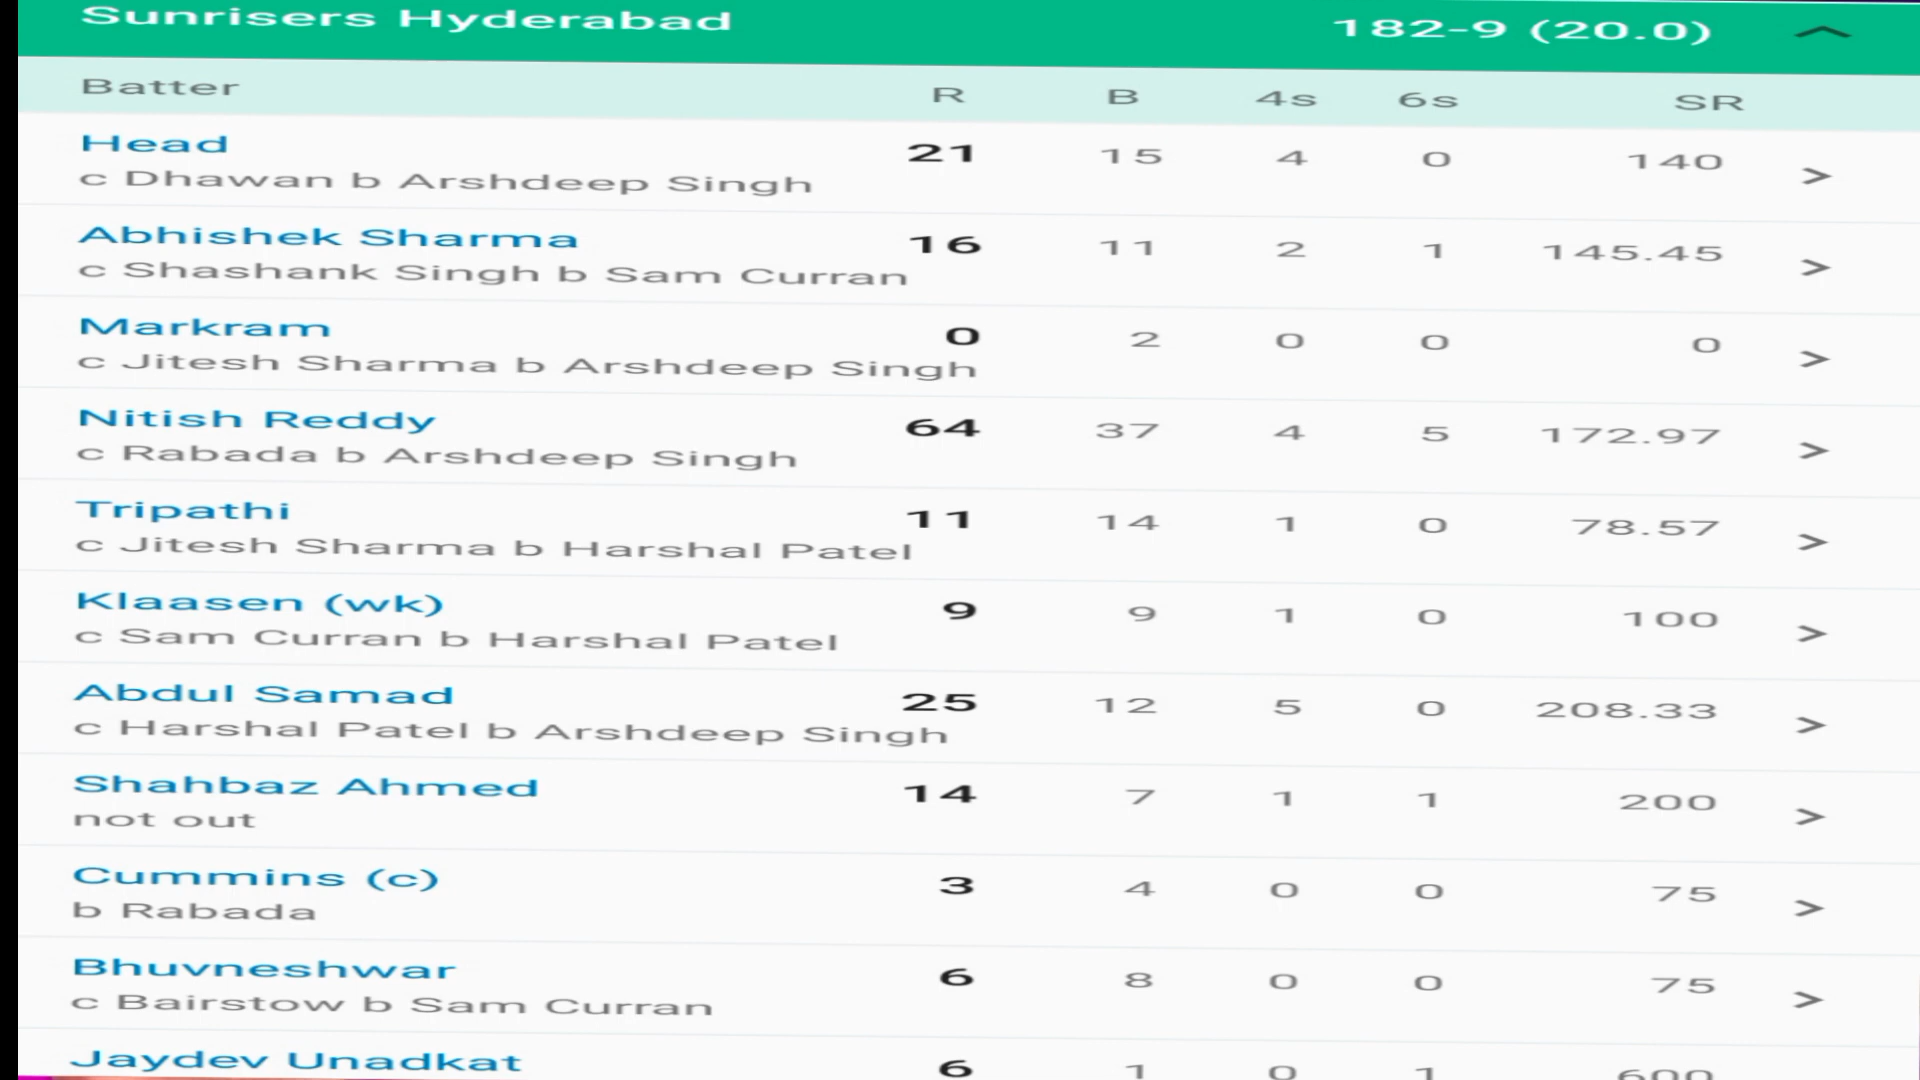 Sunrisers Hyderabad 182-9 (20.0)
Batter R B 4s 6s SR
Head 21 15 4 0 140 >
c Dhawan b Arshdeep Singh
Abhishek Sharma 16 11 2 1 145.45 >
c Shashank Singh b Sam Curran
Markram 0 2 0 0 0 >
c Jitesh Sharma b Arshdeep Singh
Nitish Reddy 64 37 4 5 172.97 >
c Rabada b Arshdeep Singh
Tripathi 11 14 1 0 78.57 >
c Jitesh Sharma b Harshal Patel
Klaasen (wk) 9 9 1 0 100 >
c Sam Curran b Harshal Patel
Abdul Samad 25 12 5 0 208.33 >
c Harshal Patel b Arshdeep Singh
Shahbaz Ahmed 14 7 1 1 200 >
not out
Cummins (c) 3 4 0 0 75 >
b Rabada
Bhuvneshwar 6 8 0 0 75 >
c Bairstow b Sam Curran
Jaydev Unadkat 6 1 0 1 600